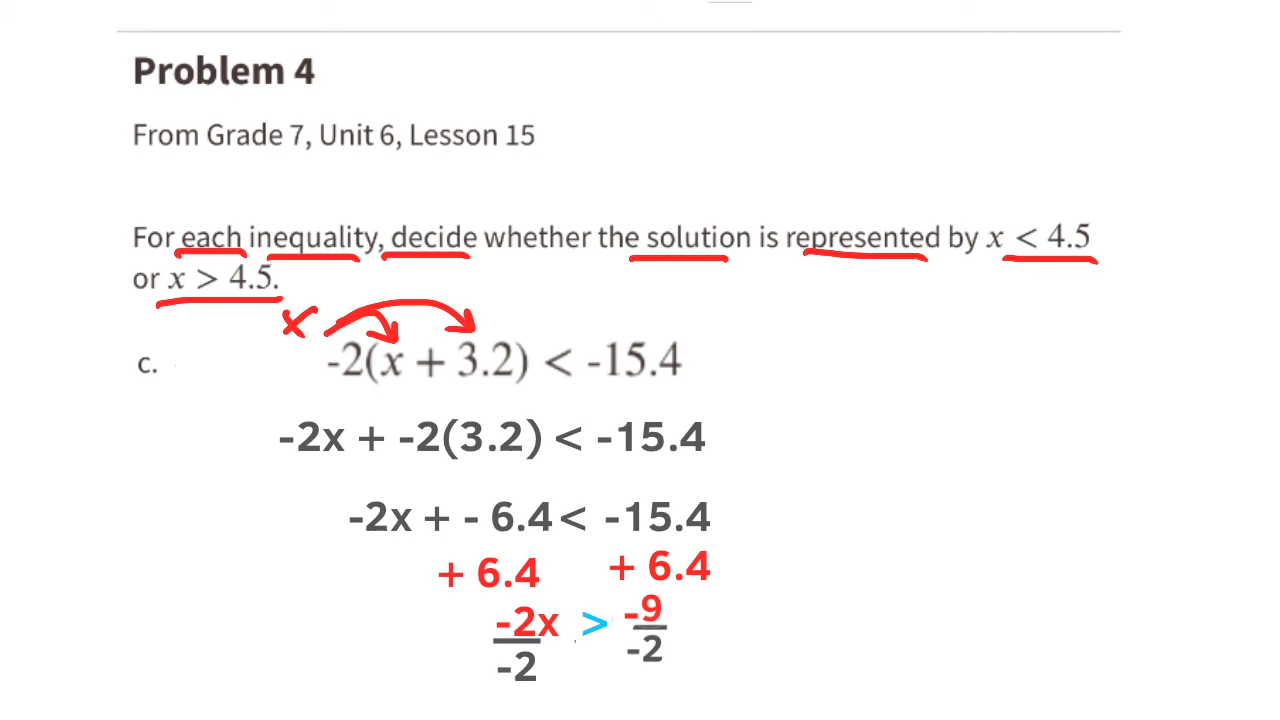 Problem 4
From Grade 7, Unit 6, Lesson 15
For each inequality, decide whether the solution is represented by x < 4.5
or x > 4.5.
x
c. -2(x + 3.2) < -15.4
-2x + -2(3.2) < -15.4
-2x + - 6.4 < -15.4
+ 6.4 + 6.4
-2x > -9
-2 -2